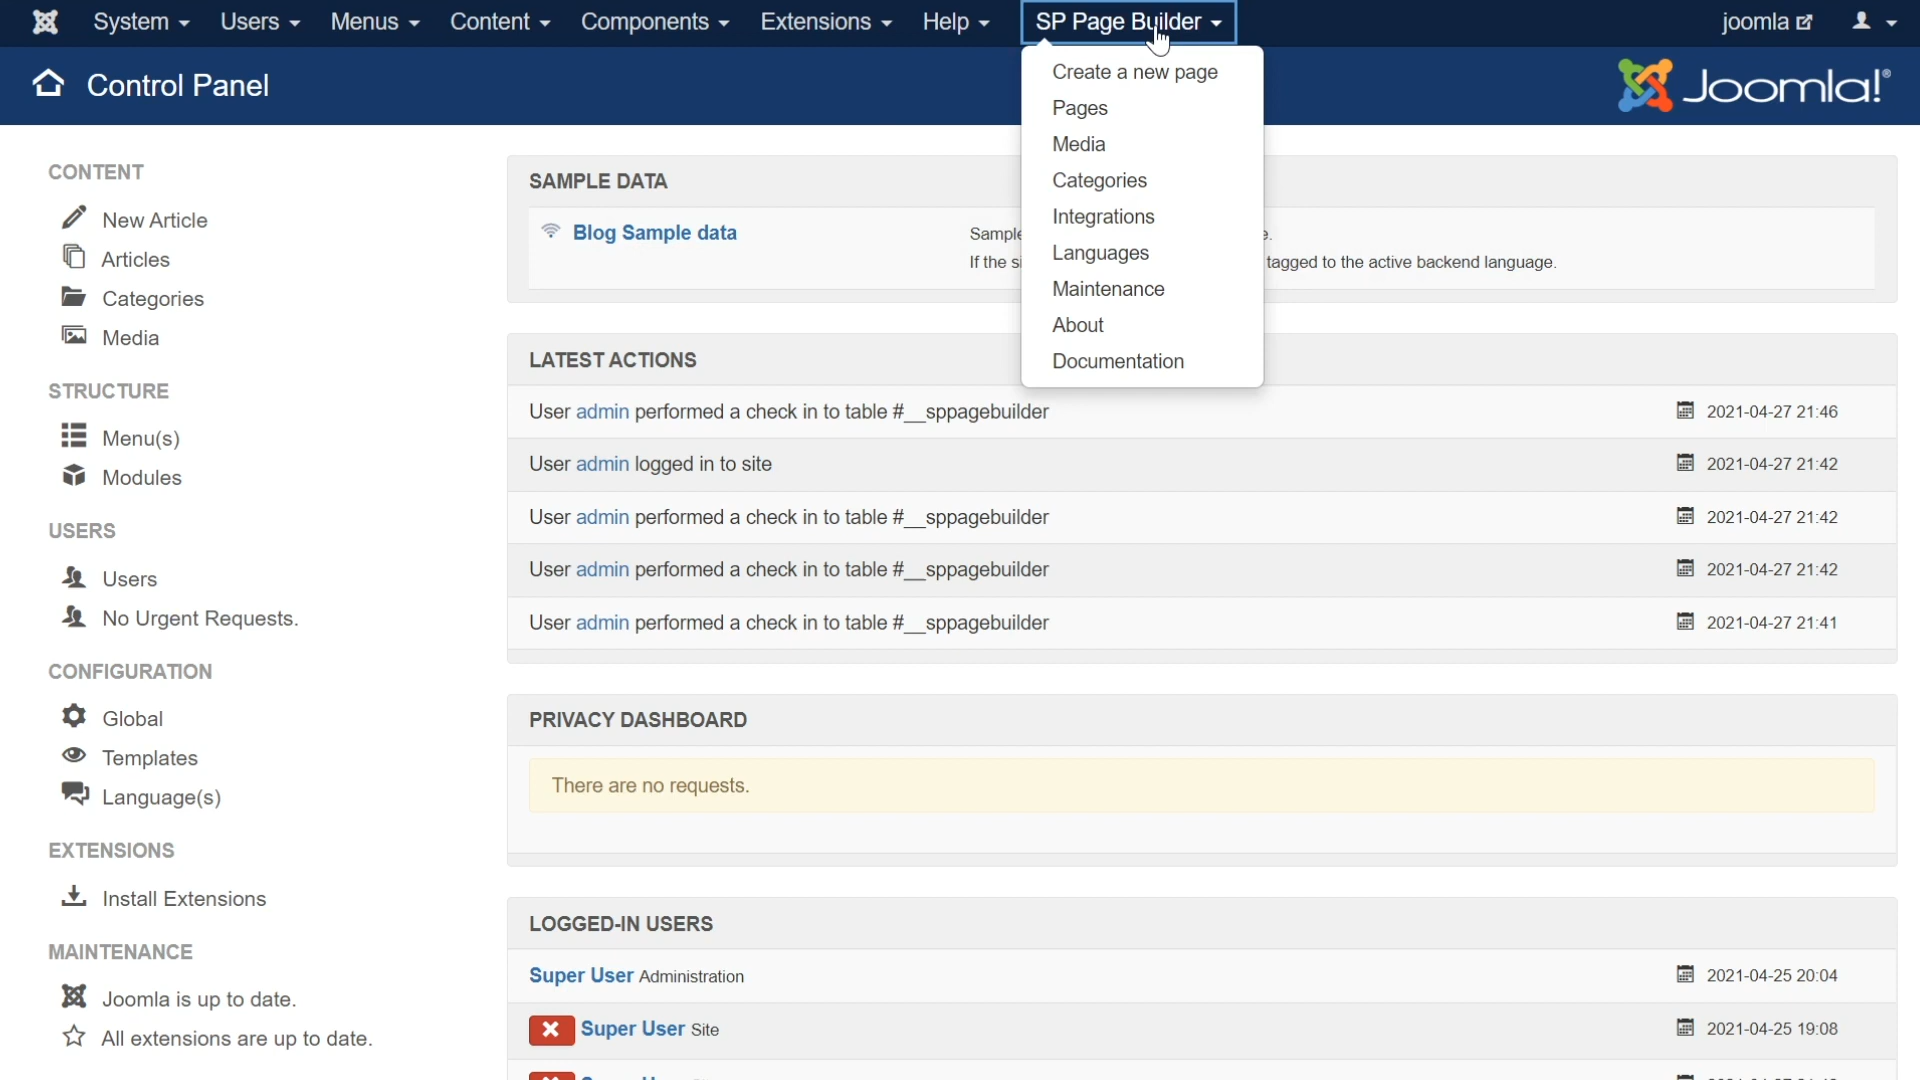 System Users Menus Content Components Extensions Help SP Page Builder joomla
Control Panel
Joomla!®
Create a new page
Pages
Media
Categories
Integrations
Languages
Maintenance
About
Documentation
CONTENT
New Article
Articles
Categories
Media
STRUCTURE
Menu(s)
Modules
USERS
Users
No Urgent Requests.
CONFIGURATION
Global
Templates
Language(s)
EXTENSIONS
Install Extensions
MAINTENANCE
Joomla is up to date.
All extensions are up to date.
SAMPLE DATA
Blog Sample data
Sample
If the si tagged to the active backend language.
LATEST ACTIONS
User admin performed a check in to table #__sppagebuilder 2021-04-27 21:46
User admin logged in to site 2021-04-27 21:42
User admin performed a check in to table #__sppagebuilder 2021-04-27 21:42
User admin performed a check in to table #__sppagebuilder 2021-04-27 21:42
User admin performed a check in to table #__sppagebuilder 2021-04-27 21:41
PRIVACY DASHBOARD
There are no requests.
LOGGED-IN USERS
Super User Administration 2021-04-25 20:04
Super User Site 2021-04-25 19:08